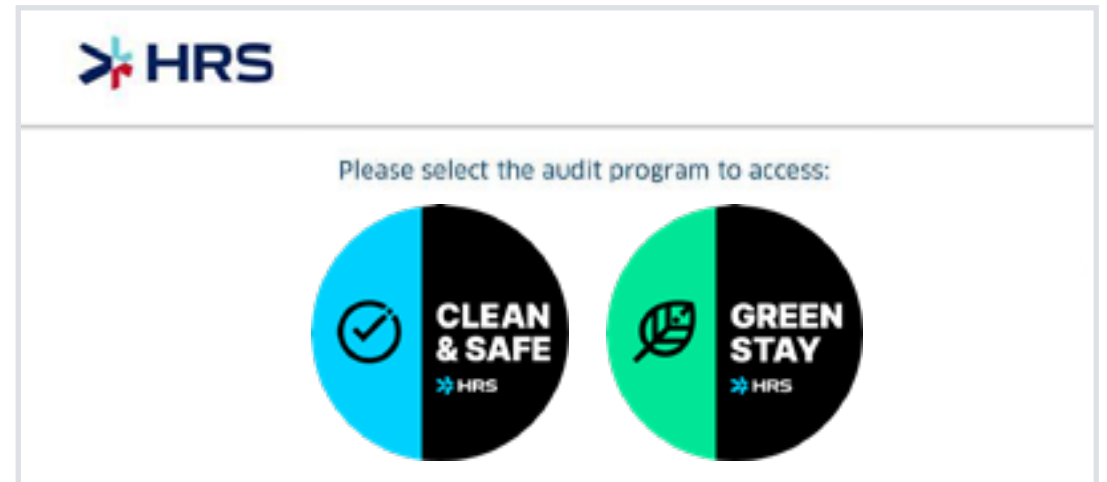 HRS
Please select the audit program to access:
CLEAN
& SAFE
HRS
GREEN
STAY
HRS